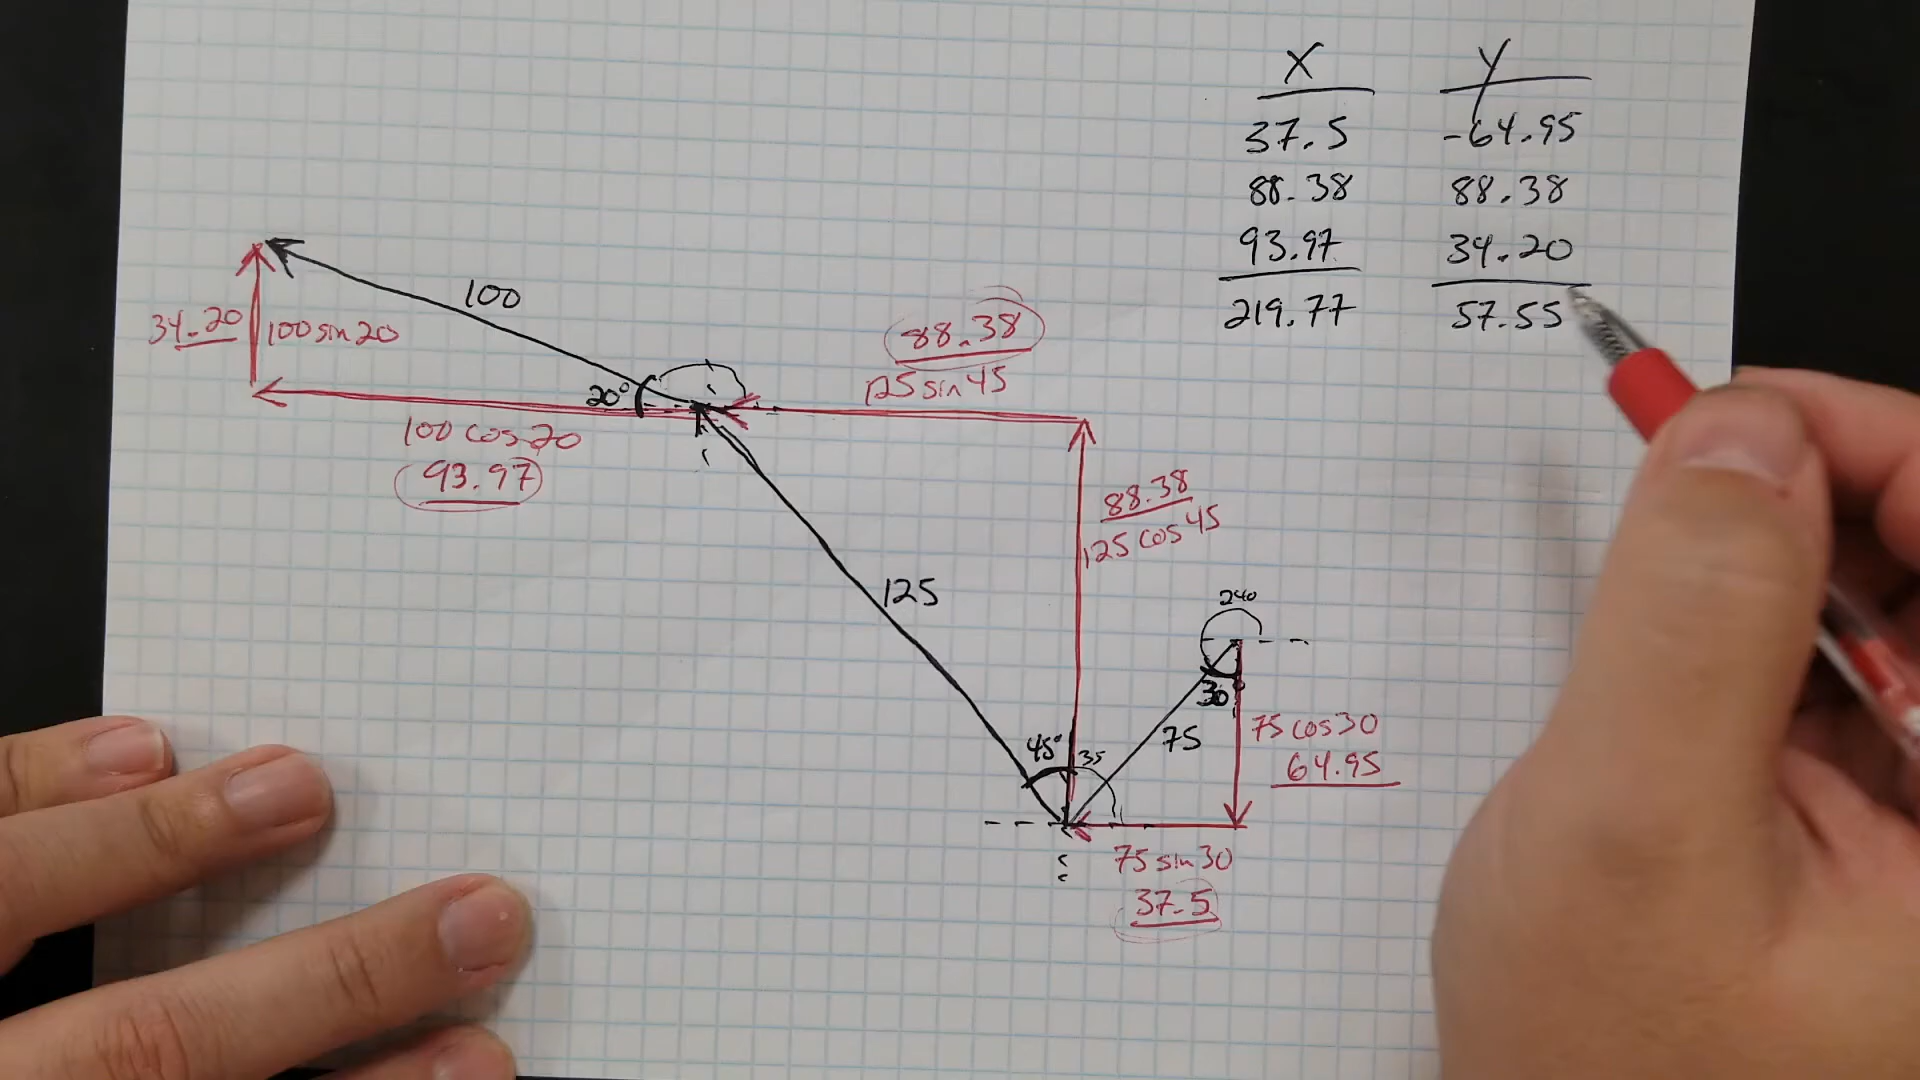 X Y
37.5 -64.95
88.38 88.38
93.97 34.20
219.77 57.55
100
34.20 100 sin 20
88.38
125 sin 45
20°
100 cos 20
93.97
88.38
125 cos 45
125
240
30°
75
75 cos 30
64.95
45° 35
75 sin 30
37.5